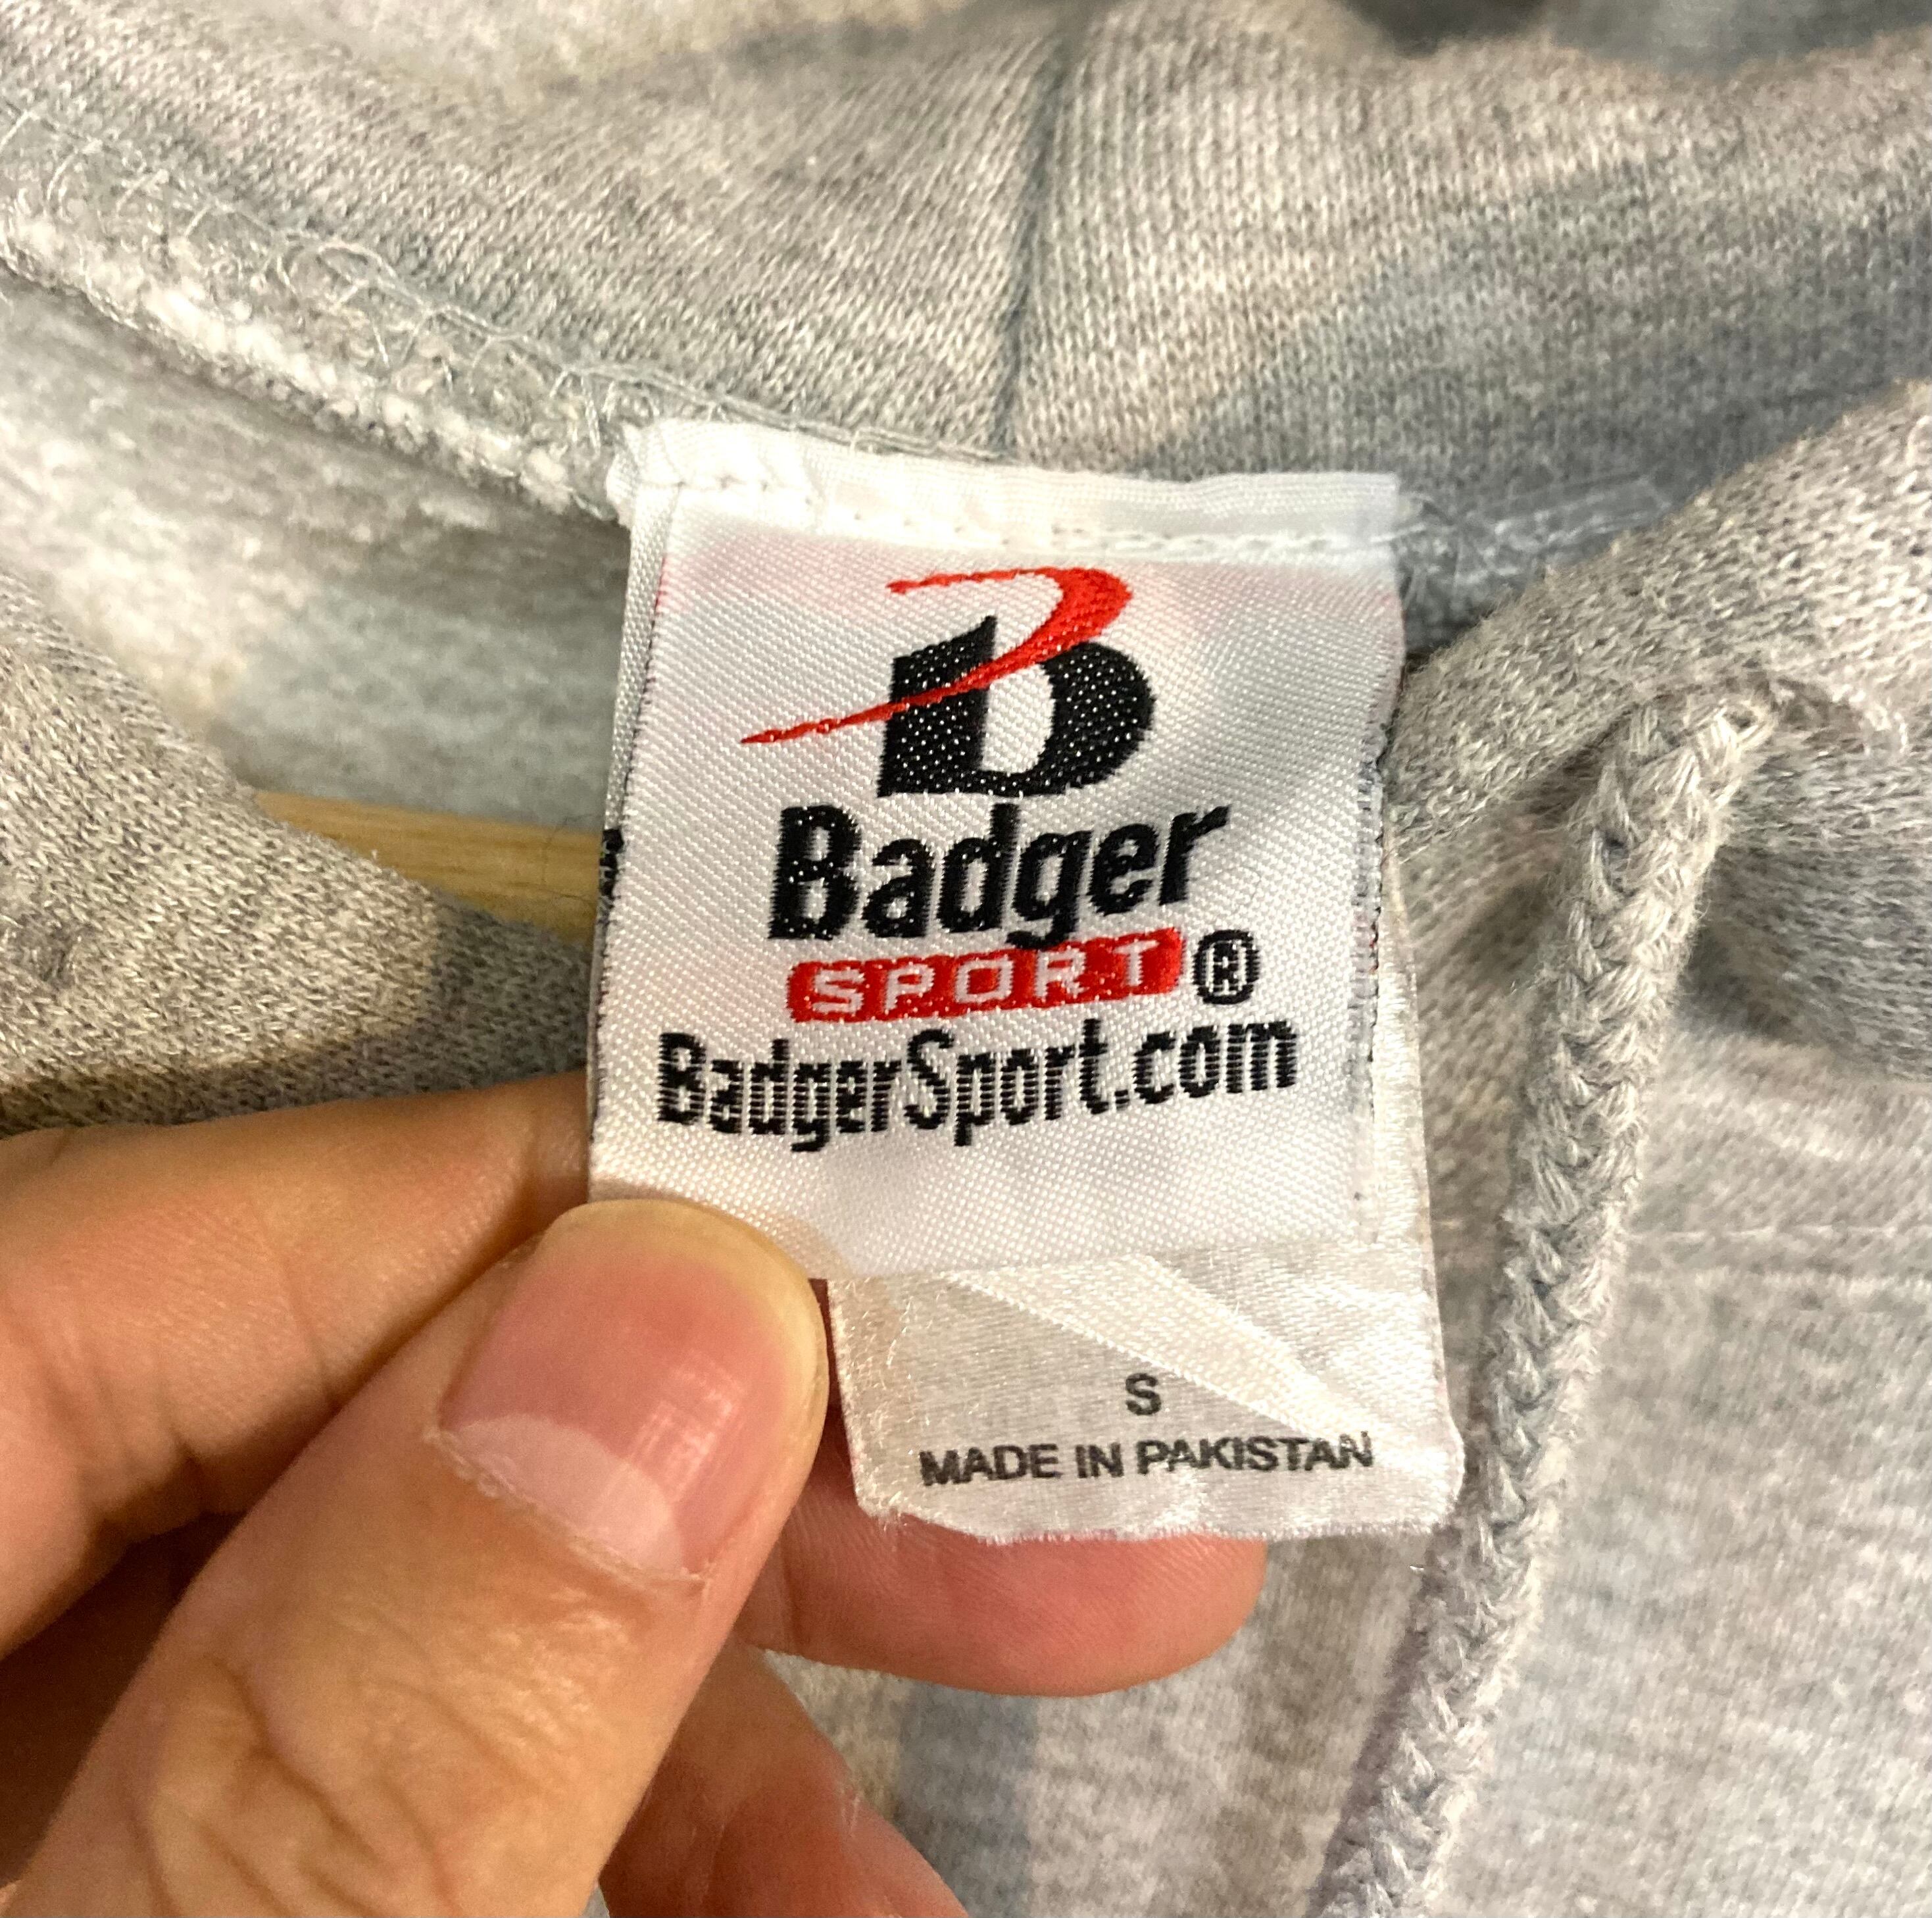 B
Badger
SPORT®
BadgerSport.com
S
MADE IN PAKISTAN